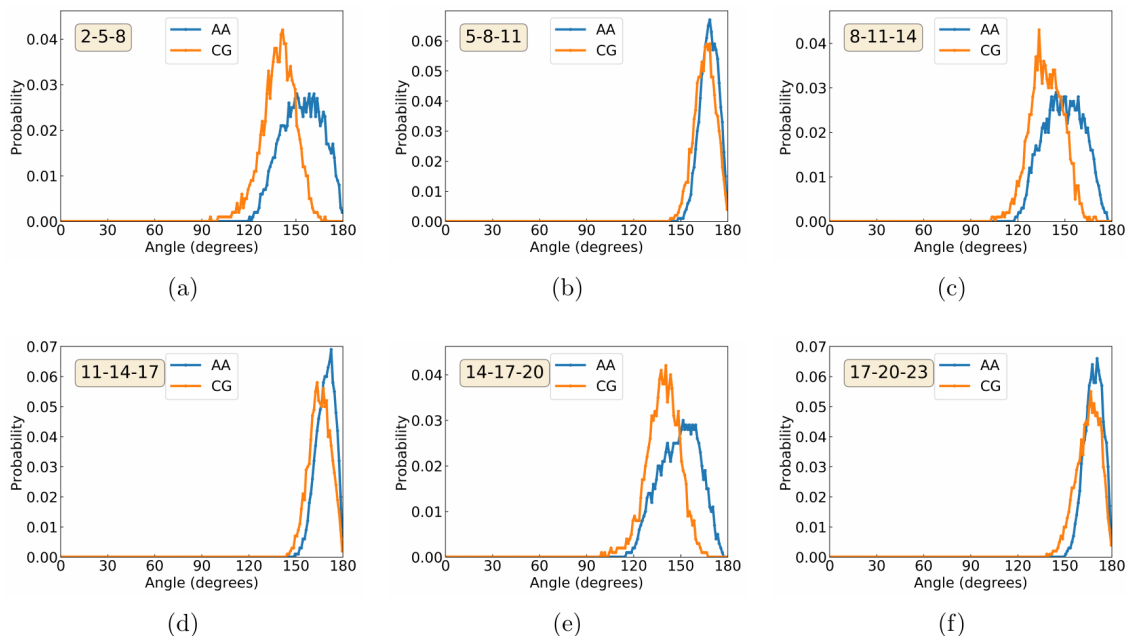 2-5-8
AA
CG
Probability
0.04
0.03
0.02
0.01
0.00
0 30 60 90 120 150 180
Angle (degrees)
(a)
5-8-11
AA
CG
Probability
0.06
0.05
0.04
0.03
0.02
0.01
0.00
0 30 60 90 120 150 180
Angle (degrees)
(b)
8-11-14
AA
CG
Probability
0.04
0.03
0.02
0.01
0.00
0 30 60 90 120 150 180
Angle (degrees)
(c)
11-14-17
AA
CG
Probability
0.07
0.06
0.05
0.04
0.03
0.02
0.01
0.00
0 30 60 90 120 150 180
Angle (degrees)
(d)
14-17-20
AA
CG
Probability
0.04
0.03
0.02
0.01
0.00
0 30 60 90 120 150 180
Angle (degrees)
(e)
17-20-23
AA
CG
Probability
0.07
0.06
0.05
0.04
0.03
0.02
0.01
0.00
0 30 60 90 120 150 180
Angle (degrees)
(f)